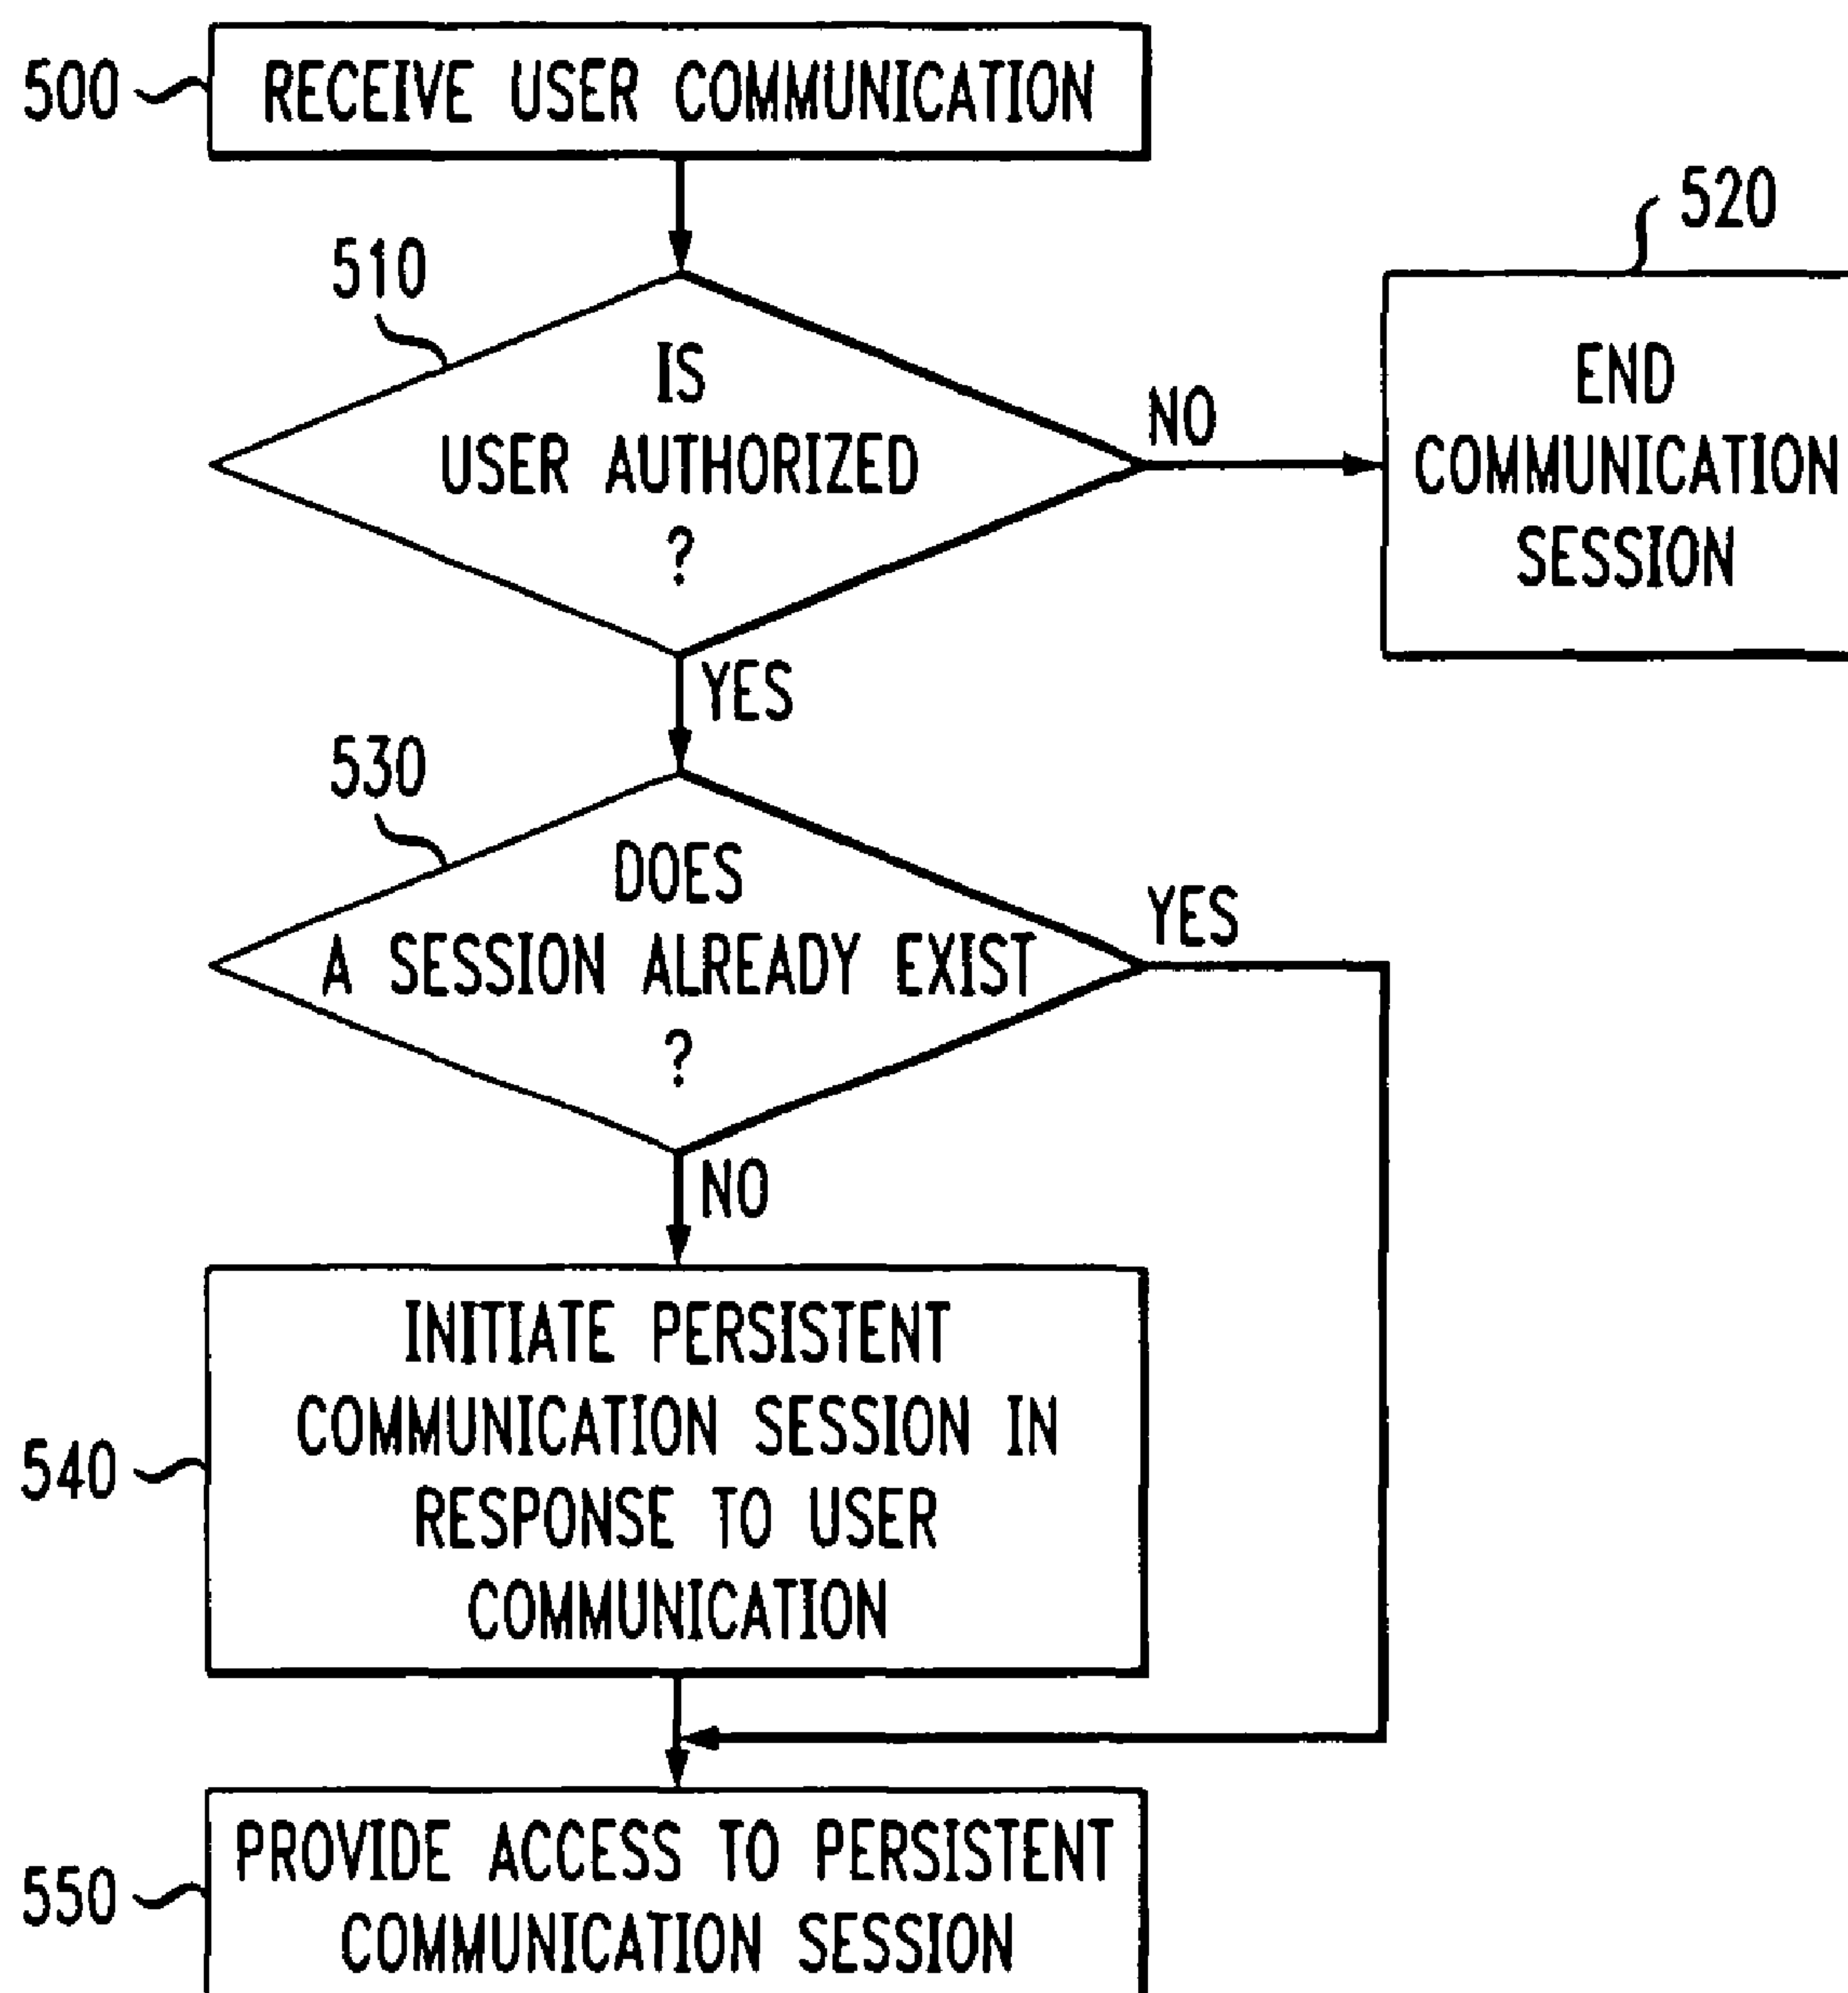 500
RECEIVE USER COMMUNICATION
520
510
IS
USER AUTHORIZED
?
NO
END
COMMUNICATION
SESSION
YES
530
DOES
A SESSION ALREADY EXIST
?
YES
NO
540
INITIATE PERSISTENT
COMMUNICATION SESSION IN
RESPONSE TO USER
COMMUNICATION
550
PROVIDE ACCESS TO PERSISTENT
COMMUNICATION SESSION